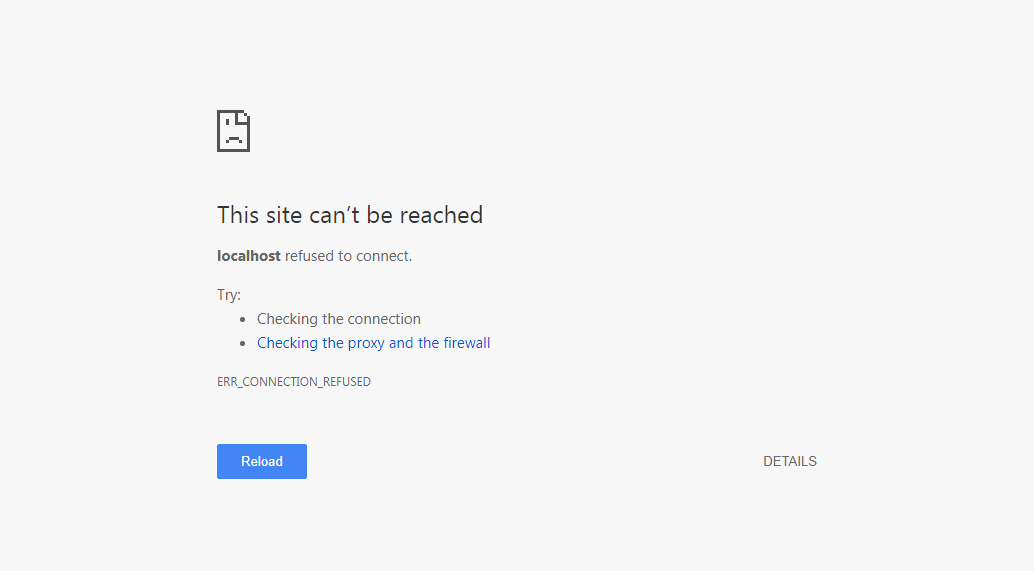 This site can’t be reached
localhost refused to connect.
Try:
Checking the connection
Checking the proxy and the firewall
ERR_CONNECTION_REFUSED
Reload
DETAILS